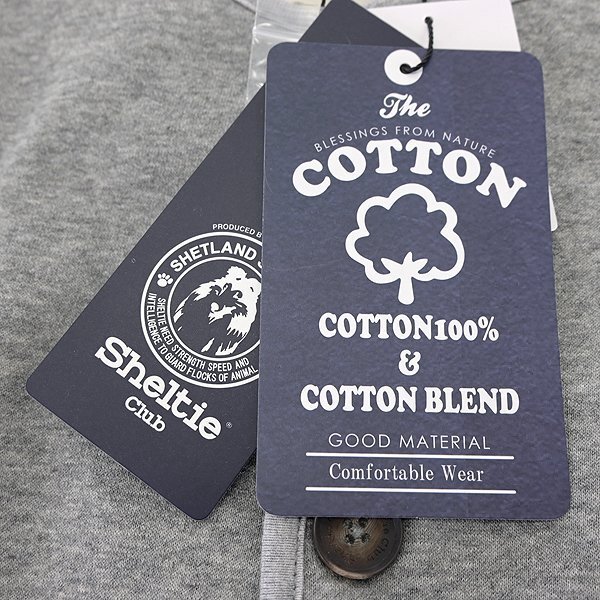 The
BLESSINGS FROM NATURE
COTTON
COTTON100%
&
COTTON BLEND
GOOD MATERIAL
Comfortable Wear
PRODUCED BY
SHETLAND
SHELTIE NEED STRENGTH SPEED AND
INTELLIGENCE TO GUARD FLOCKS OF ANIMAL
Sheltie®
Club